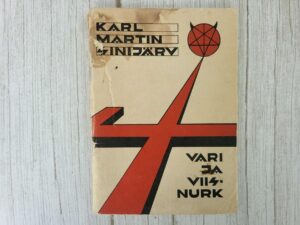 KARL
MARTIN
SINIJÄRV
VARI
JA
VIIS-
NURK